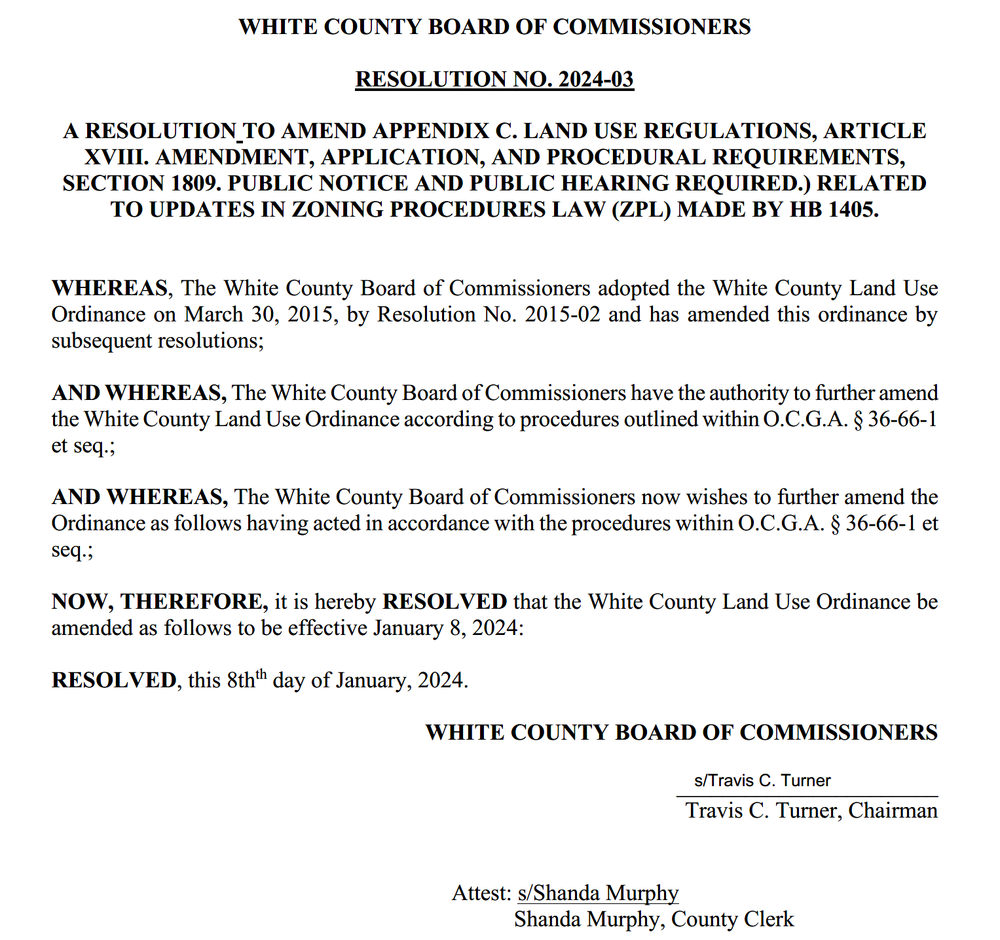 WHITE COUNTY BOARD OF COMMISSIONERS
RESOLUTION NO. 2024-03
A RESOLUTION TO AMEND APPENDIX C. LAND USE REGULATIONS, ARTICLE
XVIII. AMENDMENT, APPLICATION, AND PROCEDURAL REQUIREMENTS,
SECTION 1809. PUBLIC NOTICE AND PUBLIC HEARING REQUIRED.) RELATED
TO UPDATES IN ZONING PROCEDURES LAW (ZPL) MADE BY HB 1405.
WHEREAS, The White County Board of Commissioners adopted the White County Land Use
Ordinance on March 30, 2015, by Resolution No. 2015-02 and has amended this ordinance by
subsequent resolutions;
AND WHEREAS, The White County Board of Commissioners have the authority to further amend
the White County Land Use Ordinance according to procedures outlined within O.C.G.A. § 36-66-1
et seq.;
AND WHEREAS, The White County Board of Commissioners now wishes to further amend the
Ordinance as follows having acted in accordance with the procedures within O.C.G.A. § 36-66-1 et
seq.;
NOW, THEREFORE, it is hereby RESOLVED that the White County Land Use Ordinance be
amended as follows to be effective January 8, 2024:
RESOLVED, this 8thth day of January, 2024.
WHITE COUNTY BOARD OF COMMISSIONERS
s/Travis C. Turner
Travis C. Turner, Chairman
Attest: s/Shanda Murphy
Shanda Murphy, County Clerk